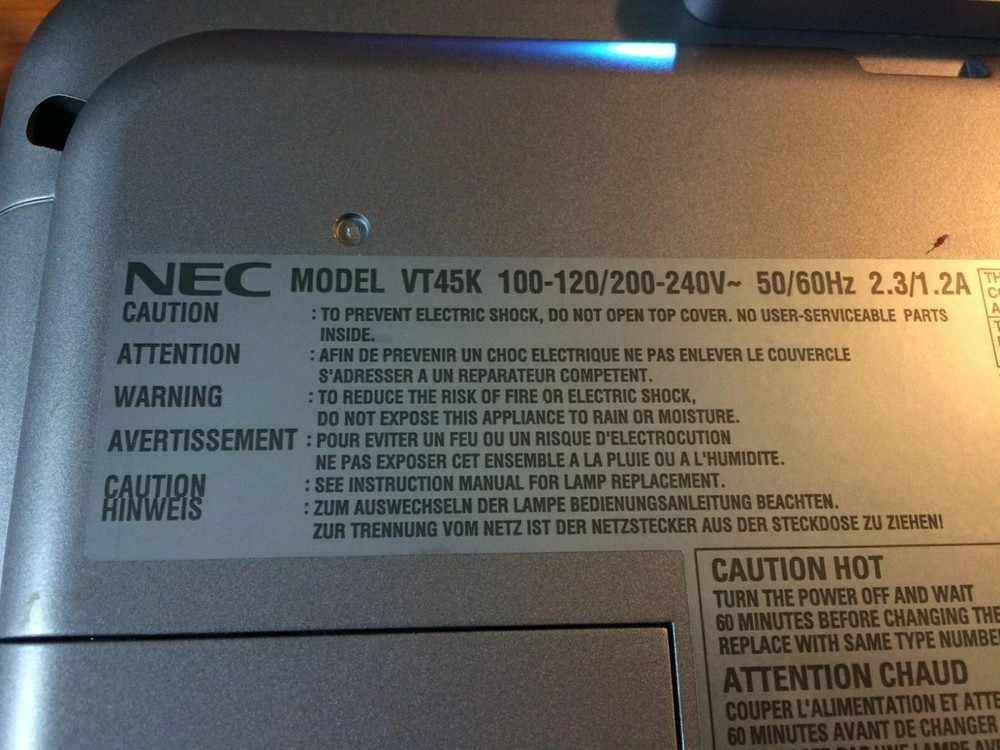 NEC MODEL VT45K 100-120/200-240V~ 50/60Hz 2.3/1.2A
CAUTION : TO PREVENT ELECTRIC SHOCK, DO NOT OPEN TOP COVER. NO USER-SERVICEABLE PARTS
INSIDE.
ATTENTION : AFIN DE PREVENIR UN CHOC ELECTRIQUE NE PAS ENLEVER LE COUVERCLE
S'ADRESSER A UN REPARATEUR COMPETENT.
WARNING : TO REDUCE THE RISK OF FIRE OR ELECTRIC SHOCK,
DO NOT EXPOSE THIS APPLIANCE TO RAIN OR MOISTURE.
AVERTISSEMENT : POUR EVITER UN FEU OU UN RISQUE D'ELECTROCUTION
NE PAS EXPOSER CET ENSEMBLE A LA PLUIE OU A L'HUMIDITE.
CAUTION : SEE INSTRUCTION MANUAL FOR LAMP REPLACEMENT.
HINWEIS : ZUM AUSWECHSELN DER LAMPE BEDIENUNGSANLEITUNG BEACHTEN.
ZUR TRENNUNG VOM NETZ IST DER NETZSTECKER AUS DER STECKDOSE ZU ZIEHEN!
CAUTION HOT
TURN THE POWER OFF AND WAIT
60 MINUTES BEFORE CHANGING THE
REPLACE WITH SAME TYPE NUMBE
ATTENTION CHAUD
COUPER L'ALIMENTATION ET ATTE
60 MINUTES AVANT DE CHANGER